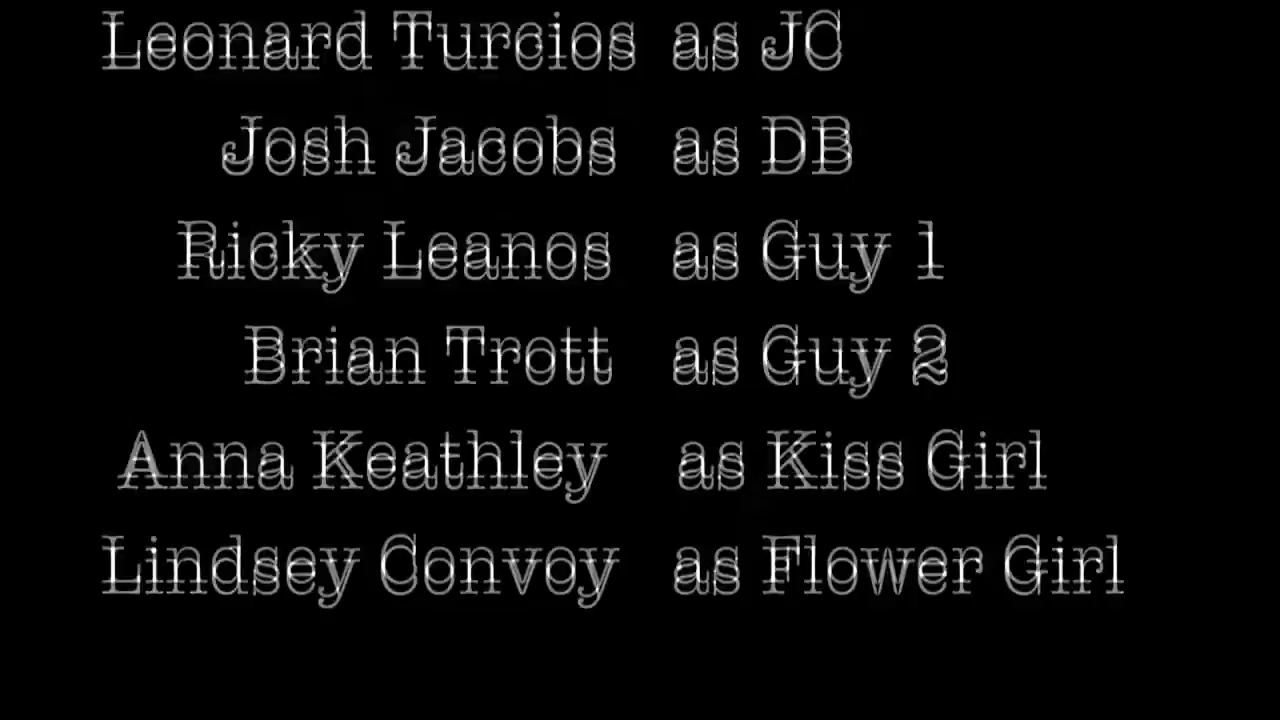 Leonard Turcios as JC
Josh Jacobs as DB
Ricky Leanos as Guy 1
Brian Trott as Guy 2
Anna Keathley as Kiss Girl
Lindsey Convoy as Flower Girl